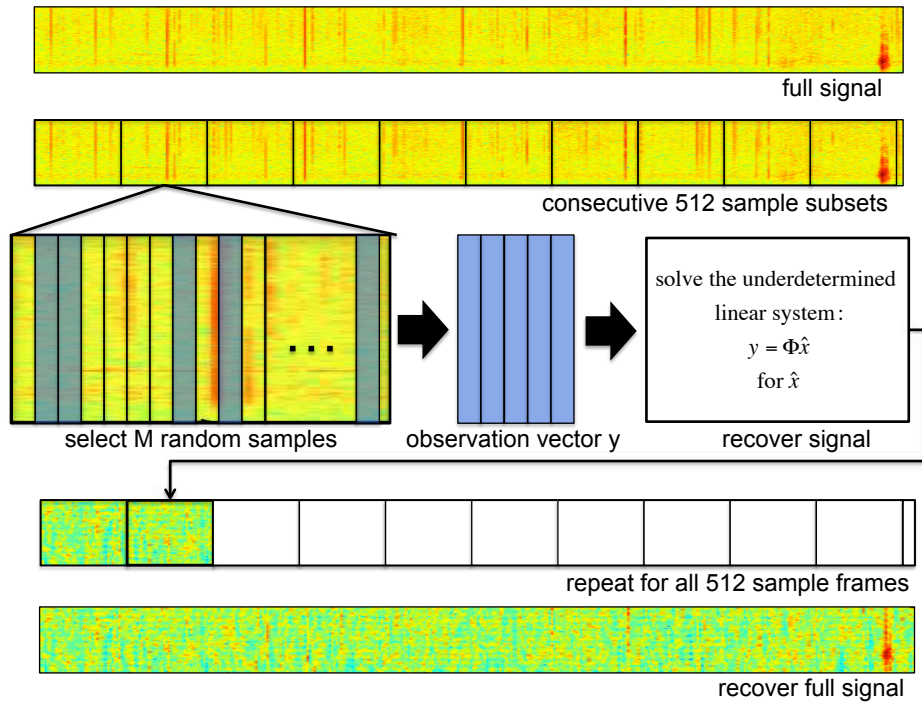 full signal
consecutive 512 sample subsets
. . .
solve the underdetermined
linear system :
y = Φx̂
for x̂
select M random samples
observation vector y
recover signal
repeat for all 512 sample frames
recover full signal